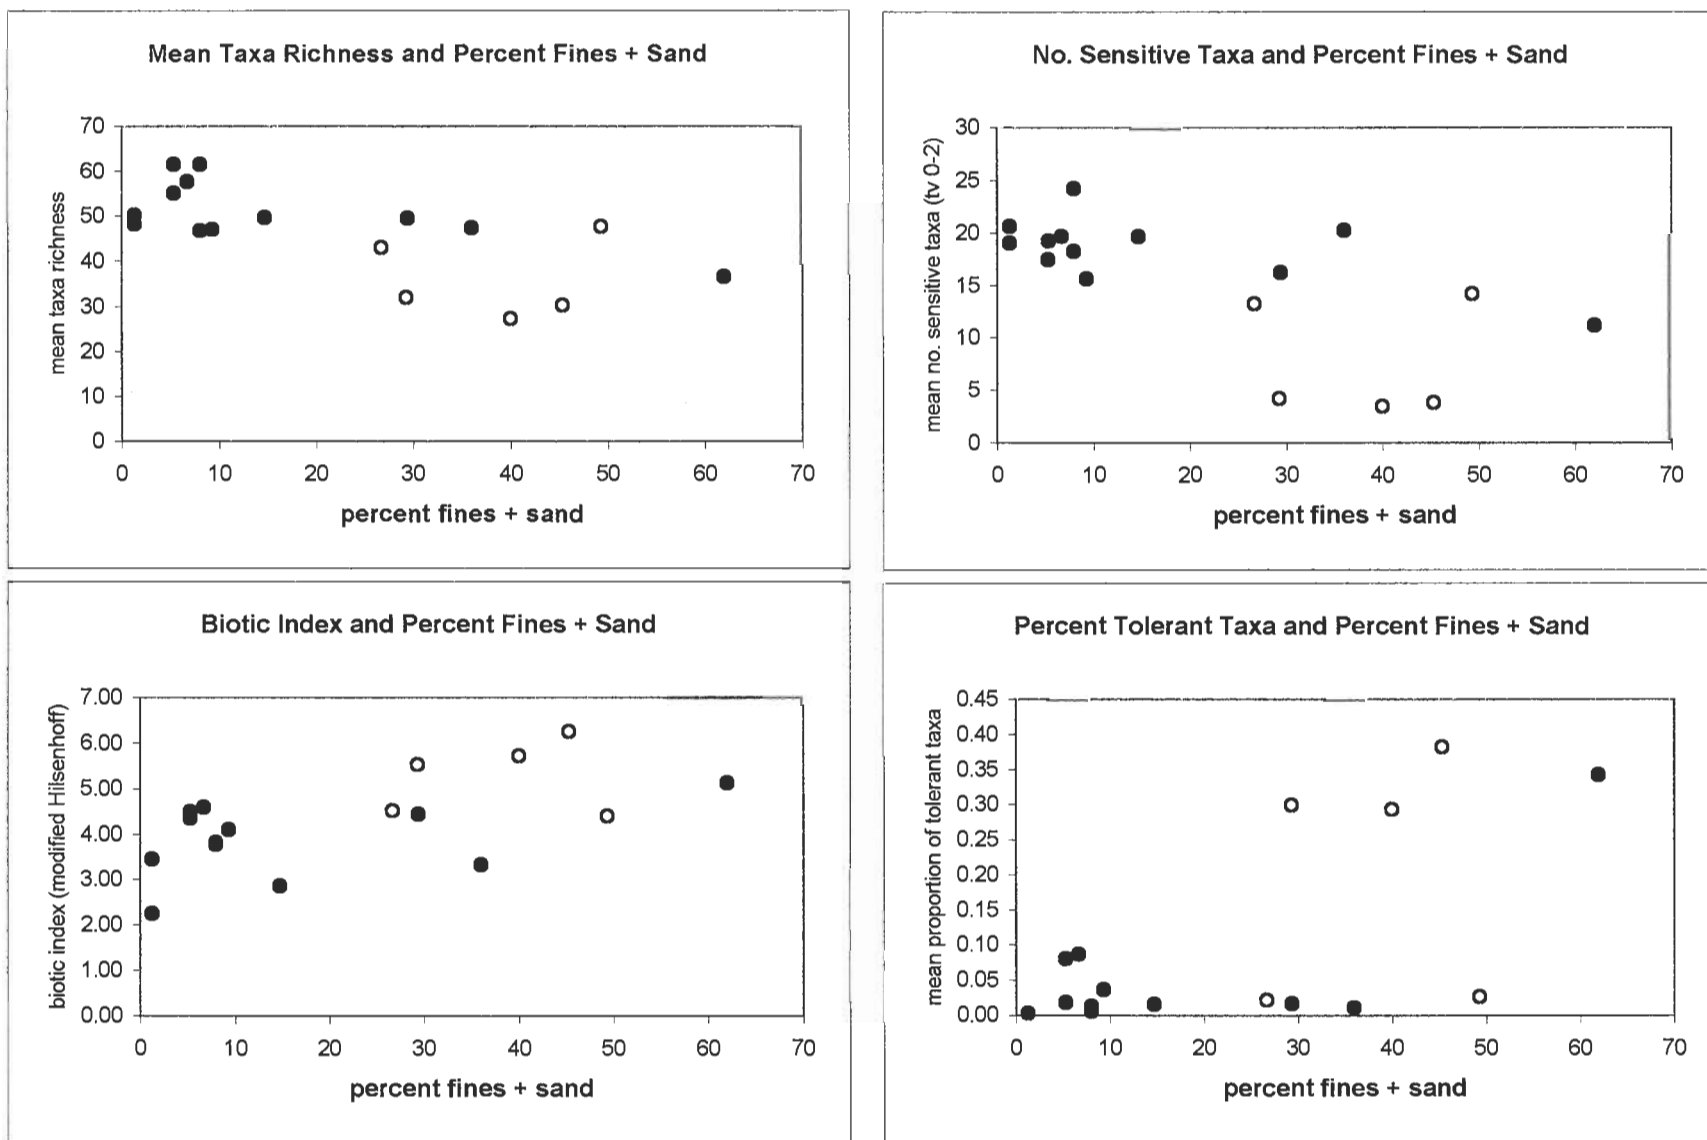 Mean Taxa Richness and Percent Fines + Sand
mean taxa richness
70
60
50
40
30
20
10
0
0 10 20 30 40 50 60 70
percent fines + sand
No. Sensitive Taxa and Percent Fines + Sand
mean no. sensitive taxa (tv 0-2)
30
25
20
15
10
5
0
0 10 20 30 40 50 60 70
percent fines + sand
Biotic Index and Percent Fines + Sand
biotic index (modified Hilsenhoff)
7.00
6.00
5.00
4.00
3.00
2.00
1.00
0.00
0 10 20 30 40 50 60 70
percent fines + sand
Percent Tolerant Taxa and Percent Fines + Sand
mean proportion of tolerant taxa
0.45
0.40
0.35
0.30
0.25
0.20
0.15
0.10
0.05
0.00
0 10 20 30 40 50 60 70
percent fines + sand